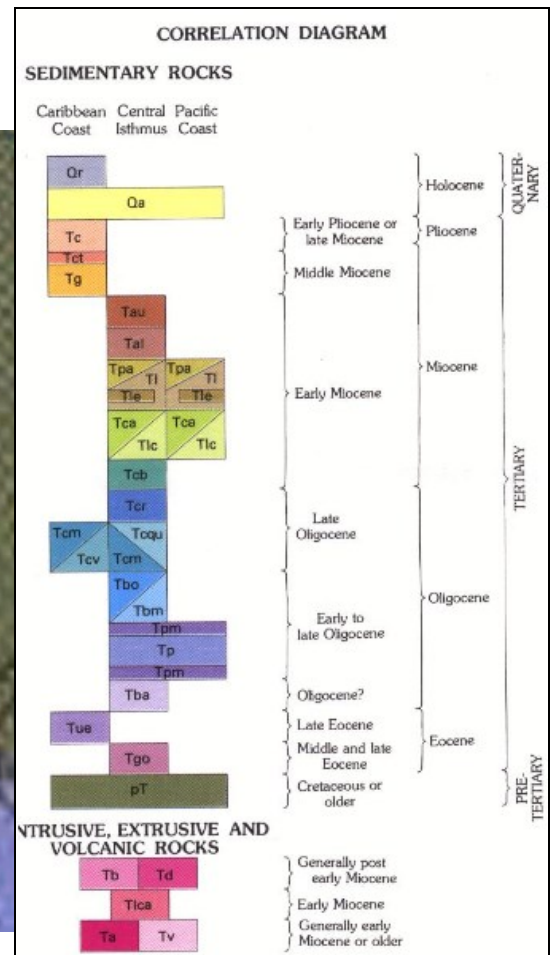 CORRELATION DIAGRAM
SEDIMENTARY ROCKS
Caribbean Coast
Central Isthmus
Pacific Coast
Qr
Holocene
QUATER-
NARY
Qa
Tc
Early Pliocene or
late Miocene
Pliocene
Tct
Tg
Middle Miocene
Tau
Tal
Tpa
Tl
Tpa
Tl
Miocene
Tle
Tle
Early Miocene
Tca
Tlc
Tca
Tlc
Tcb
TERTIARY
Tcr
Late
Oligocene
Tcm
Tcv
Tcqu
Tcm
Tbo
Tbm
Oligocene
Tpm
Early to
late Oligocene
Tp
Tpm
Tba
Oligocene?
Tue
Late Eocene
Eocene
Tgo
Middle and late
Eocene
pT
Cretaceous or
older
PRE-
TERTIARY
NTRUSIVE, EXTRUSIVE AND
VOLCANIC ROCKS
Tb
Td
Generally post
early Miocene
Tlca
Early Miocene
Ta
Tv
Generally early
Miocene or older